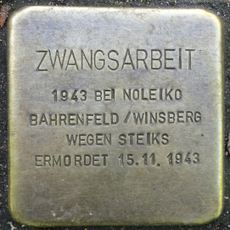 ZWANGSARBEIT
1943 BEI NOLEIKO
BAHRENFELD/WINSBERG
WEGEN STEIKS
ERMORDET 15.11.1943